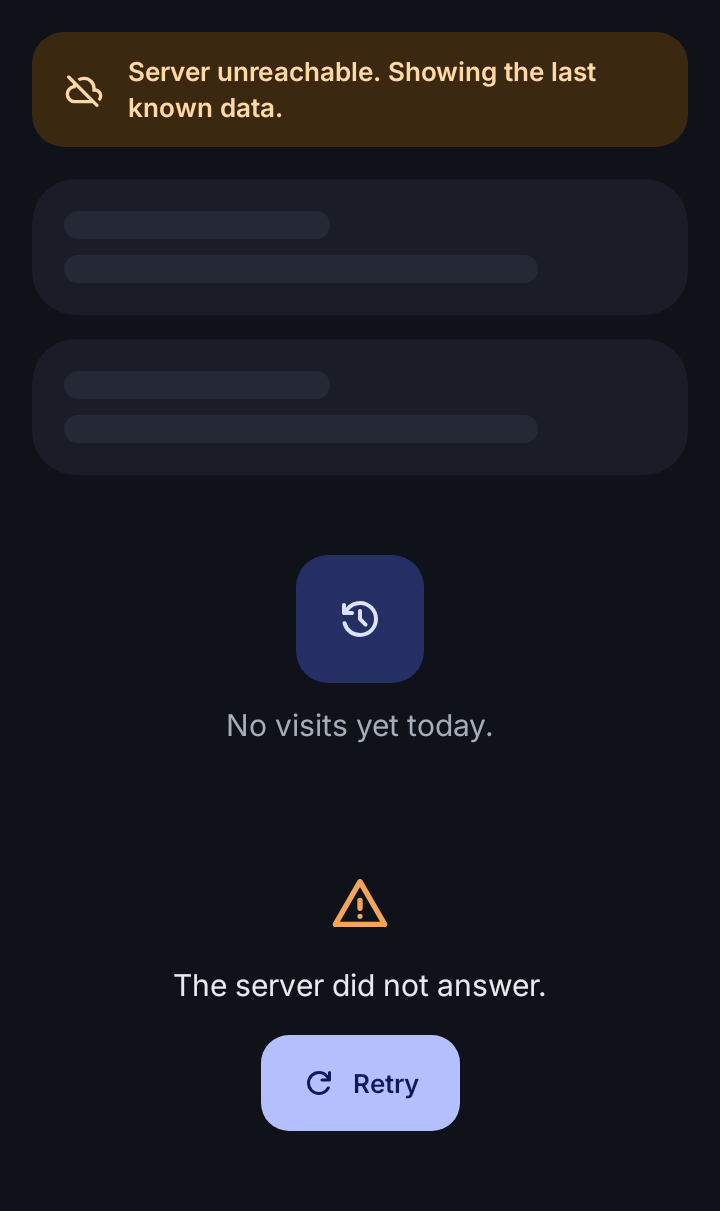 Server unreachable. Showing the last
known data.
No visits yet today.
The server did not answer.
Retry